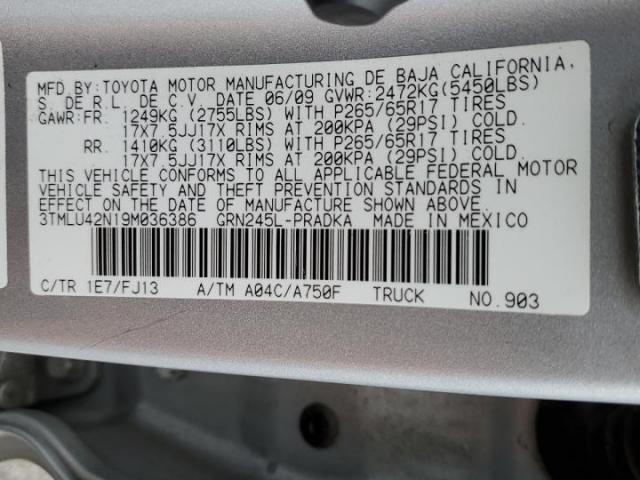 MFD.BY:TOYOTA MOTOR MANUFACTURING DE BAJA CALIFORNIA,
S. DE R.L. DE C.V. DATE 06/09 GVWR:2472KG(5450LBS)
GAWR:FR. 1249KG (2755LBS) WITH P265/65R17 TIRES
17X7.5JJ17X RIMS AT 200KPA (29PSI) COLD.
RR. 1410KG (3110LBS) WITH P265/65R17 TIRES
17X7.5JJ17X RIMS AT 200KPA (29PSI) COLD.
THIS VEHICLE CONFORMS TO ALL APPLICABLE FEDERAL MOTOR
VEHICLE SAFETY AND THEFT PREVENTION STANDARDS IN
EFFECT ON THE DATE OF MANUFACTURE SHOWN ABOVE.
3TMLU42N19M036386 GRN245L-PRADKA MADE IN MEXICO
C/TR 1E7/FJ13 A/TM A04C/A750F TRUCK NO.903